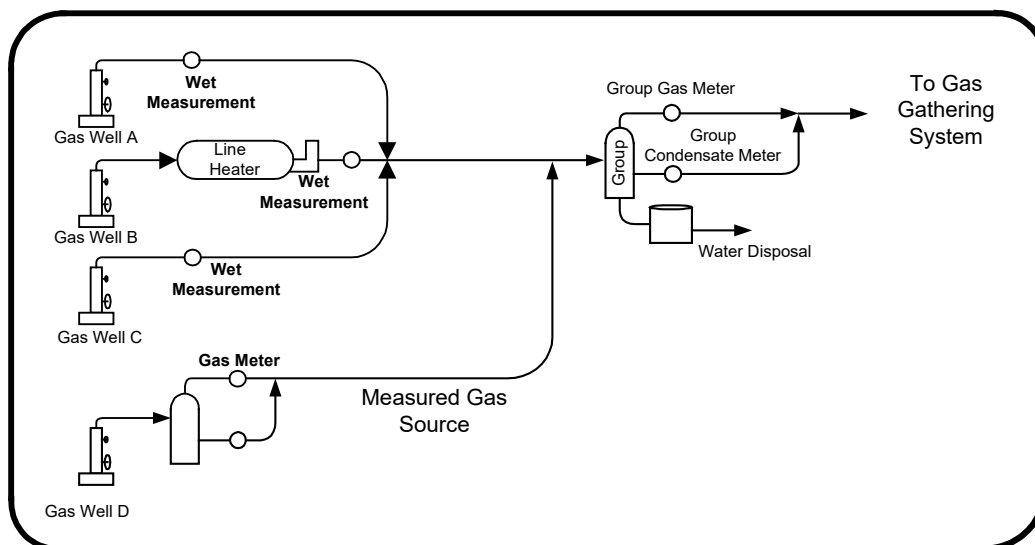 Wet
Measurement
Gas Well A
Line
Heater
Wet
Measurement
Gas Well B
Wet
Measurement
Gas Well C
Gas Meter
Measured Gas
Source
Gas Well D
Group Gas Meter
Group
Condensate Meter
Group
Water Disposal
To Gas
Gathering
System